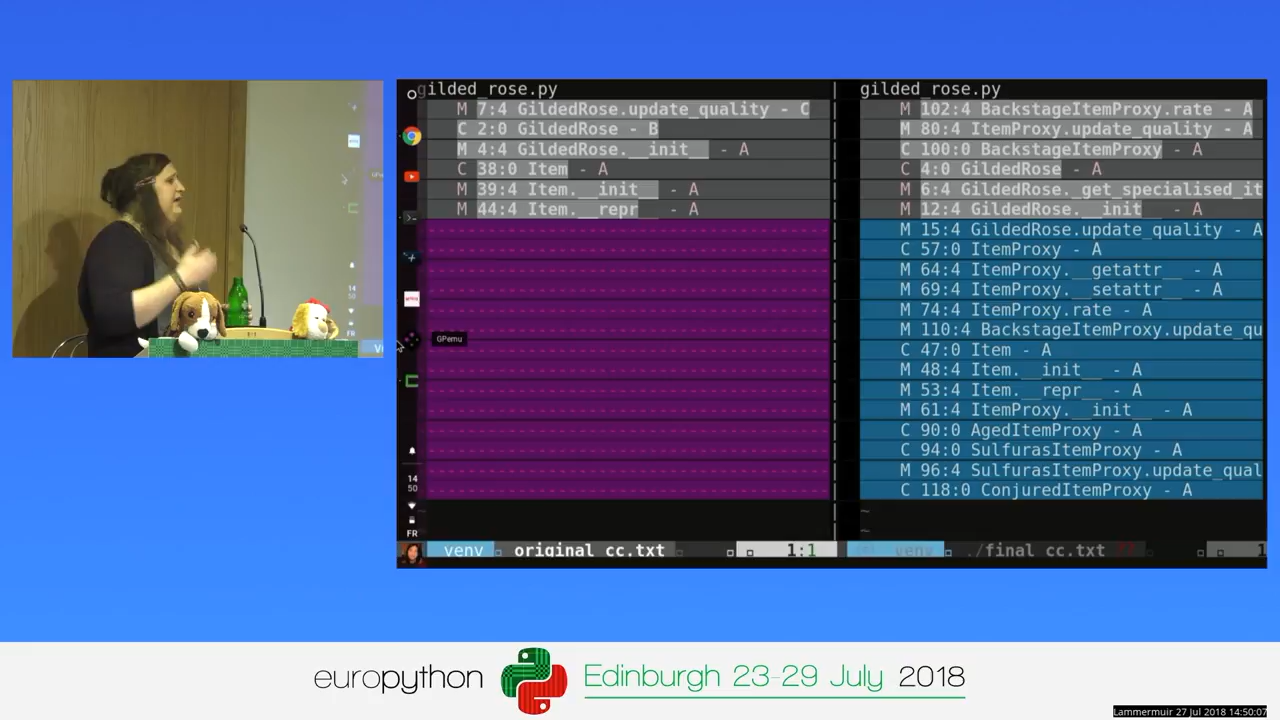 gilded_rose.py
M 7:4 GildedRose.update_quality - C
C 2:0 GildedRose - B
M 4:4 GildedRose.__init__ - A
C 38:0 Item - A
M 39:4 Item.__init__ - A
M 44:4 Item.__repr__ - A
GPemu
14
50
FR
venv original_cc.txt 1:1
gilded_rose.py
M 102:4 BackstageItemProxy.rate - A
M 80:4 ItemProxy.update_quality - A
C 100:0 BackstageItemProxy - A
C 4:0 GildedRose - A
M 6:4 GildedRose._get_specialised_it
M 12:4 GildedRose.__init__ - A
M 15:4 GildedRose.update_quality - A
C 57:0 ItemProxy - A
M 64:4 ItemProxy.__getattr__ - A
M 69:4 ItemProxy.__setattr__ - A
M 74:4 ItemProxy.rate - A
M 110:4 BackstageItemProxy.update_qu
C 47:0 Item - A
M 48:4 Item.__init__ - A
M 53:4 Item.__repr__ - A
M 61:4 ItemProxy.__init__ - A
C 90:0 AgedItemProxy - A
C 94:0 SulfurasItemProxy - A
M 96:4 SulfurasItemProxy.update_qual
C 118:0 ConjuredItemProxy - A
~
~
venv ./final_cc.txt 1
europython Edinburgh 23-29 July 2018
Lammermuir 27 Jul 2018 14:50:07